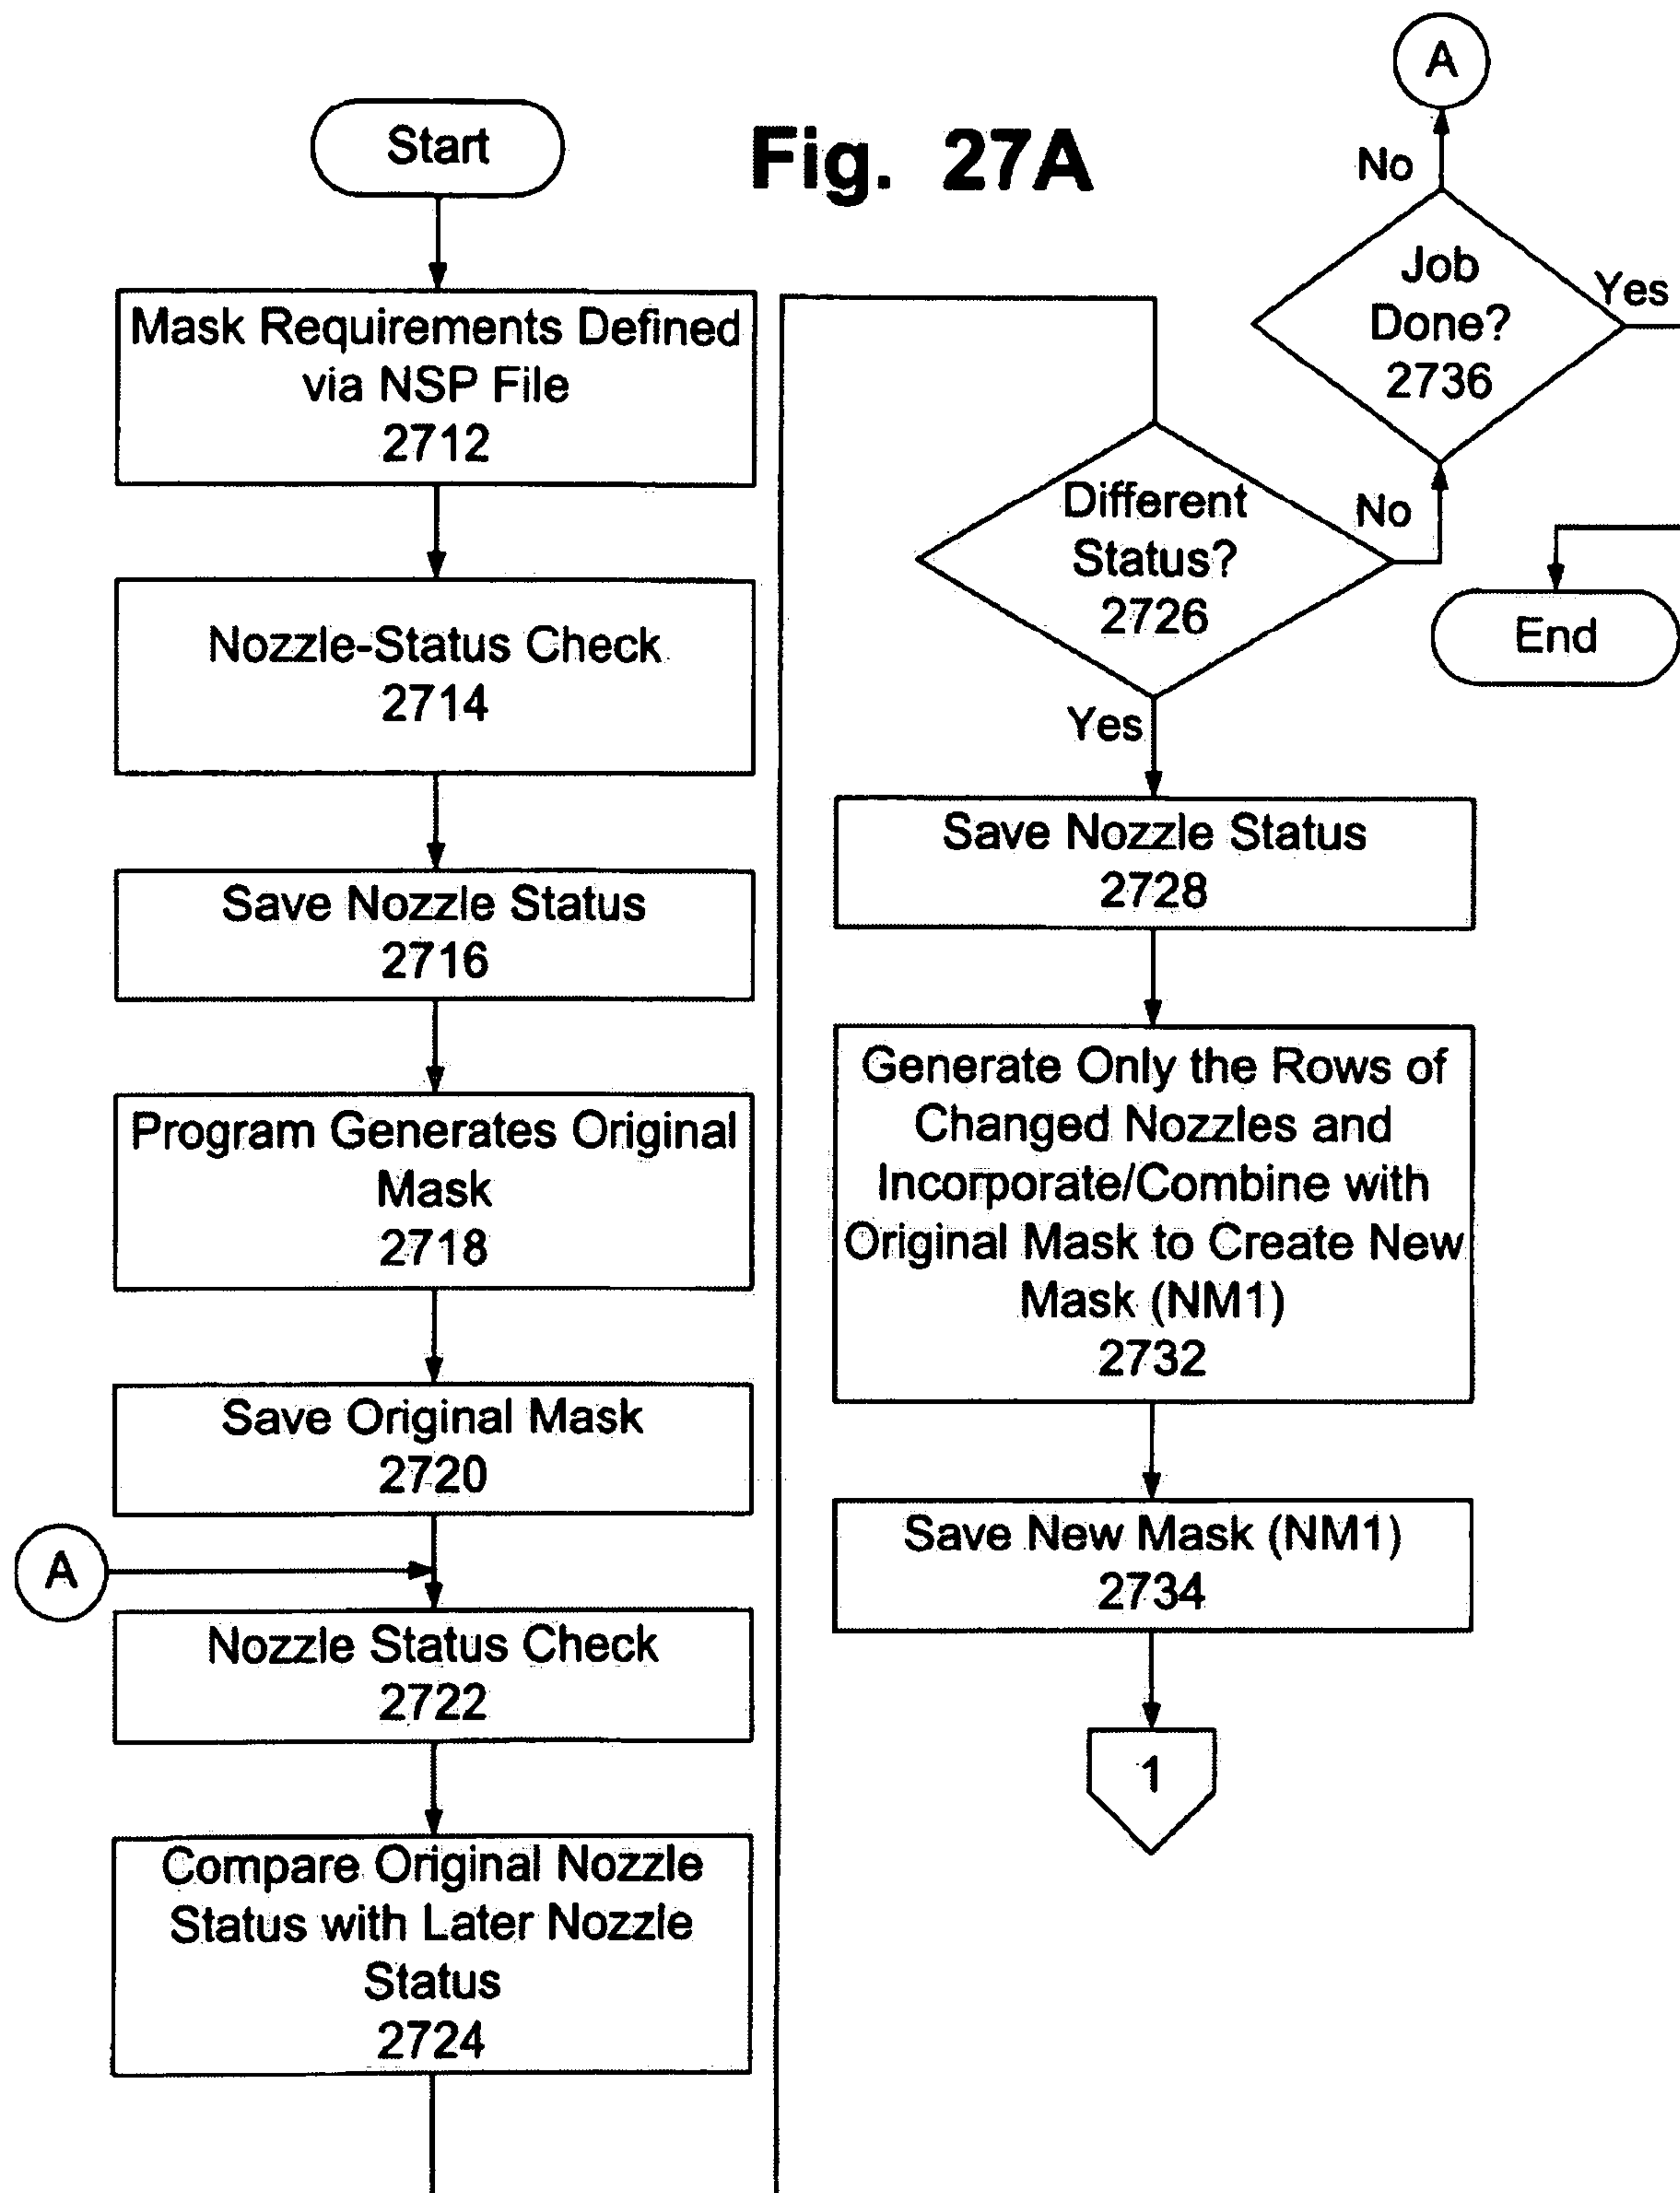 Fig. 27A
Start
Mask Requirements Defined
via NSP File
2712
Nozzle-Status Check
2714
Save Nozzle Status
2716
Program Generates Original
Mask
2718
Save Original Mask
2720
A
Nozzle Status Check
2722
Compare Original Nozzle
Status with Later Nozzle
Status
2724
Different
Status?
2726
No
Yes
A
No
Job
Done?
2736
Yes
End
Save Nozzle Status
2728
Generate Only the Rows of
Changed Nozzles and
Incorporate/Combine with
Original Mask to Create New
Mask (NM1)
2732
Save New Mask (NM1)
2734
1